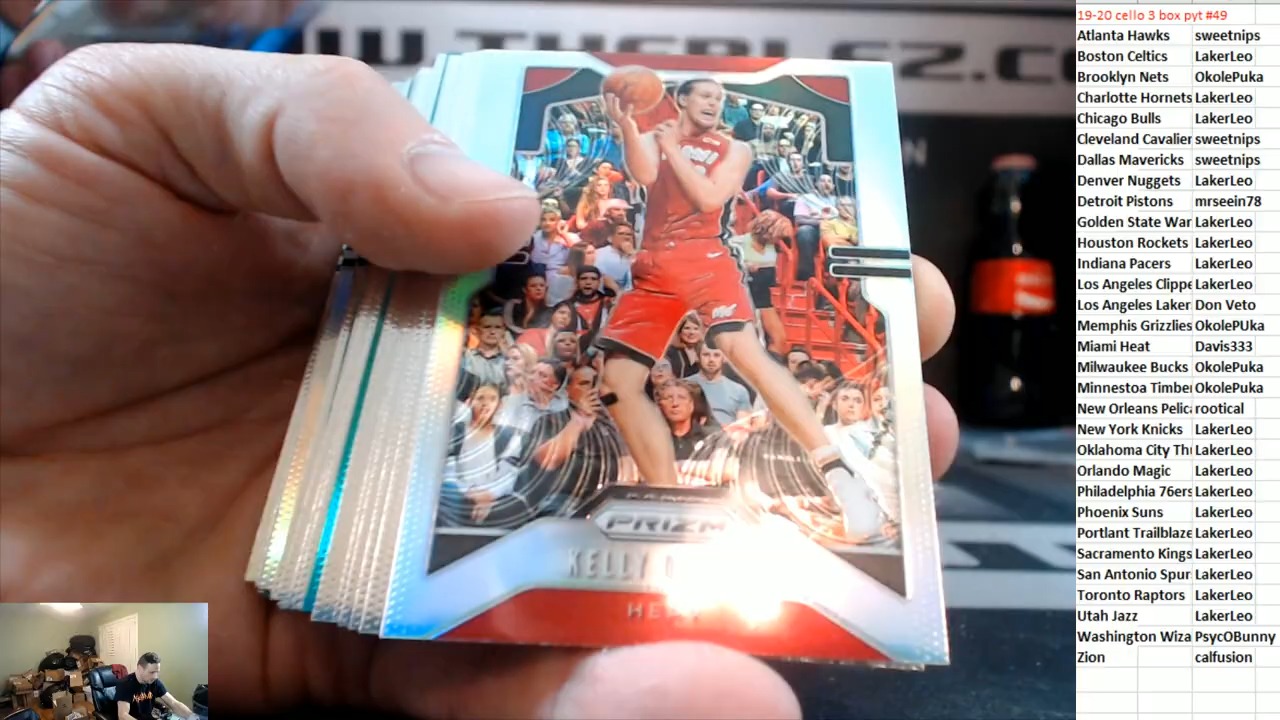 19-20 cello 3 box pyt #49
Atlanta Hawks sweetnips
Boston Celtics LakerLeo
Brooklyn Nets OkolePuka
Charlotte Hornets LakerLeo
Chicago Bulls LakerLeo
Cleveland Cavalier sweetnips
Dallas Mavericks sweetnips
Denver Nuggets LakerLeo
Detroit Pistons mrseein78
Golden State War LakerLeo
Houston Rockets LakerLeo
Indiana Pacers LakerLeo
Los Angeles Clippe LakerLeo
Los Angeles Laker Don Veto
Memphis Grizzlies OkolePUka
Miami Heat Davis333
Milwaukee Bucks OkolePuka
Minnestoa Timber OkolePuka
New Orleans Pelica rootical
New York Knicks LakerLeo
Oklahoma City Th LakerLeo
Orlando Magic LakerLeo
Philadelphia 76ers LakerLeo
Phoenix Suns LakerLeo
Portlant Trailblaze LakerLeo
Sacramento Kings LakerLeo
San Antonio Spur LakerLeo
Toronto Raptors LakerLeo
Utah Jazz LakerLeo
Washington Wiza PsycOBunny
Zion calfusion
PRIZM
KELLY